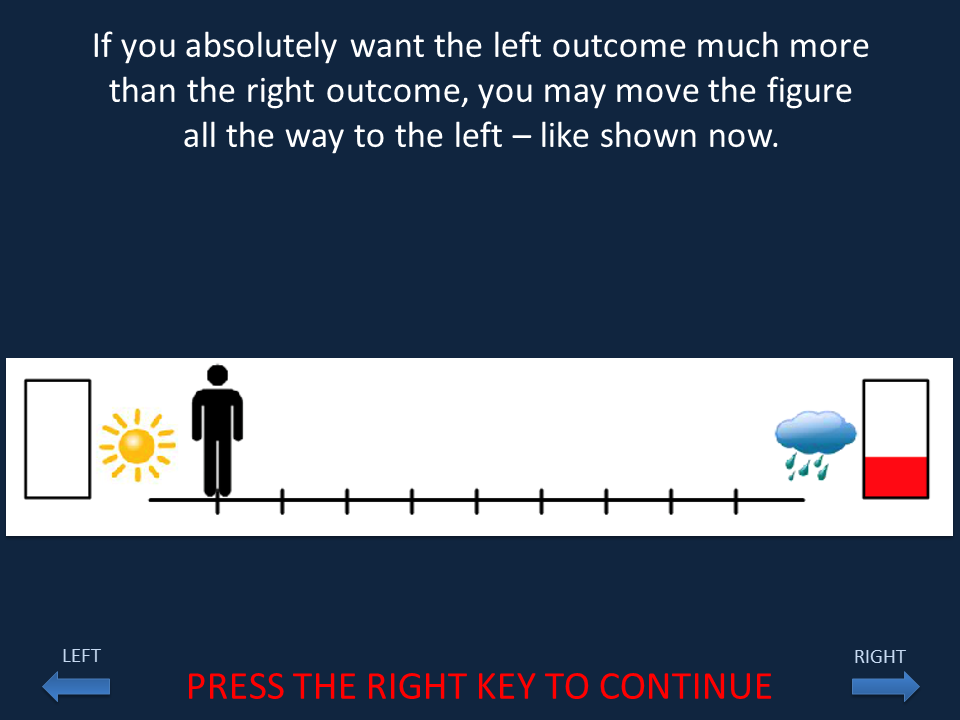 If you absolutely want the left outcome much more
than the right outcome, you may move the figure
all the way to the left – like shown now.
LEFT
RIGHT
PRESS THE RIGHT KEY TO CONTINUE